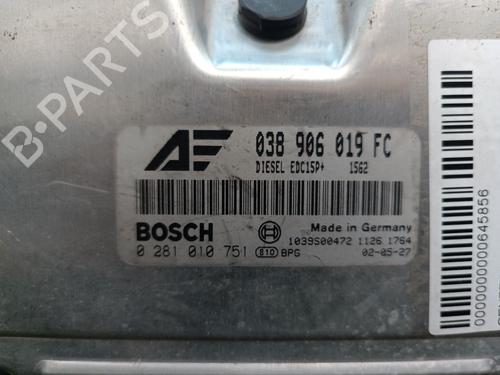 B-PARTS
AE 038 906 019 FC
DIESEL EDC15P+ 1562
BOSCH
Made in Germany
0 281 010 751
810 BPG
1039S00472 1126 1764
02-05-27
0000000000645856